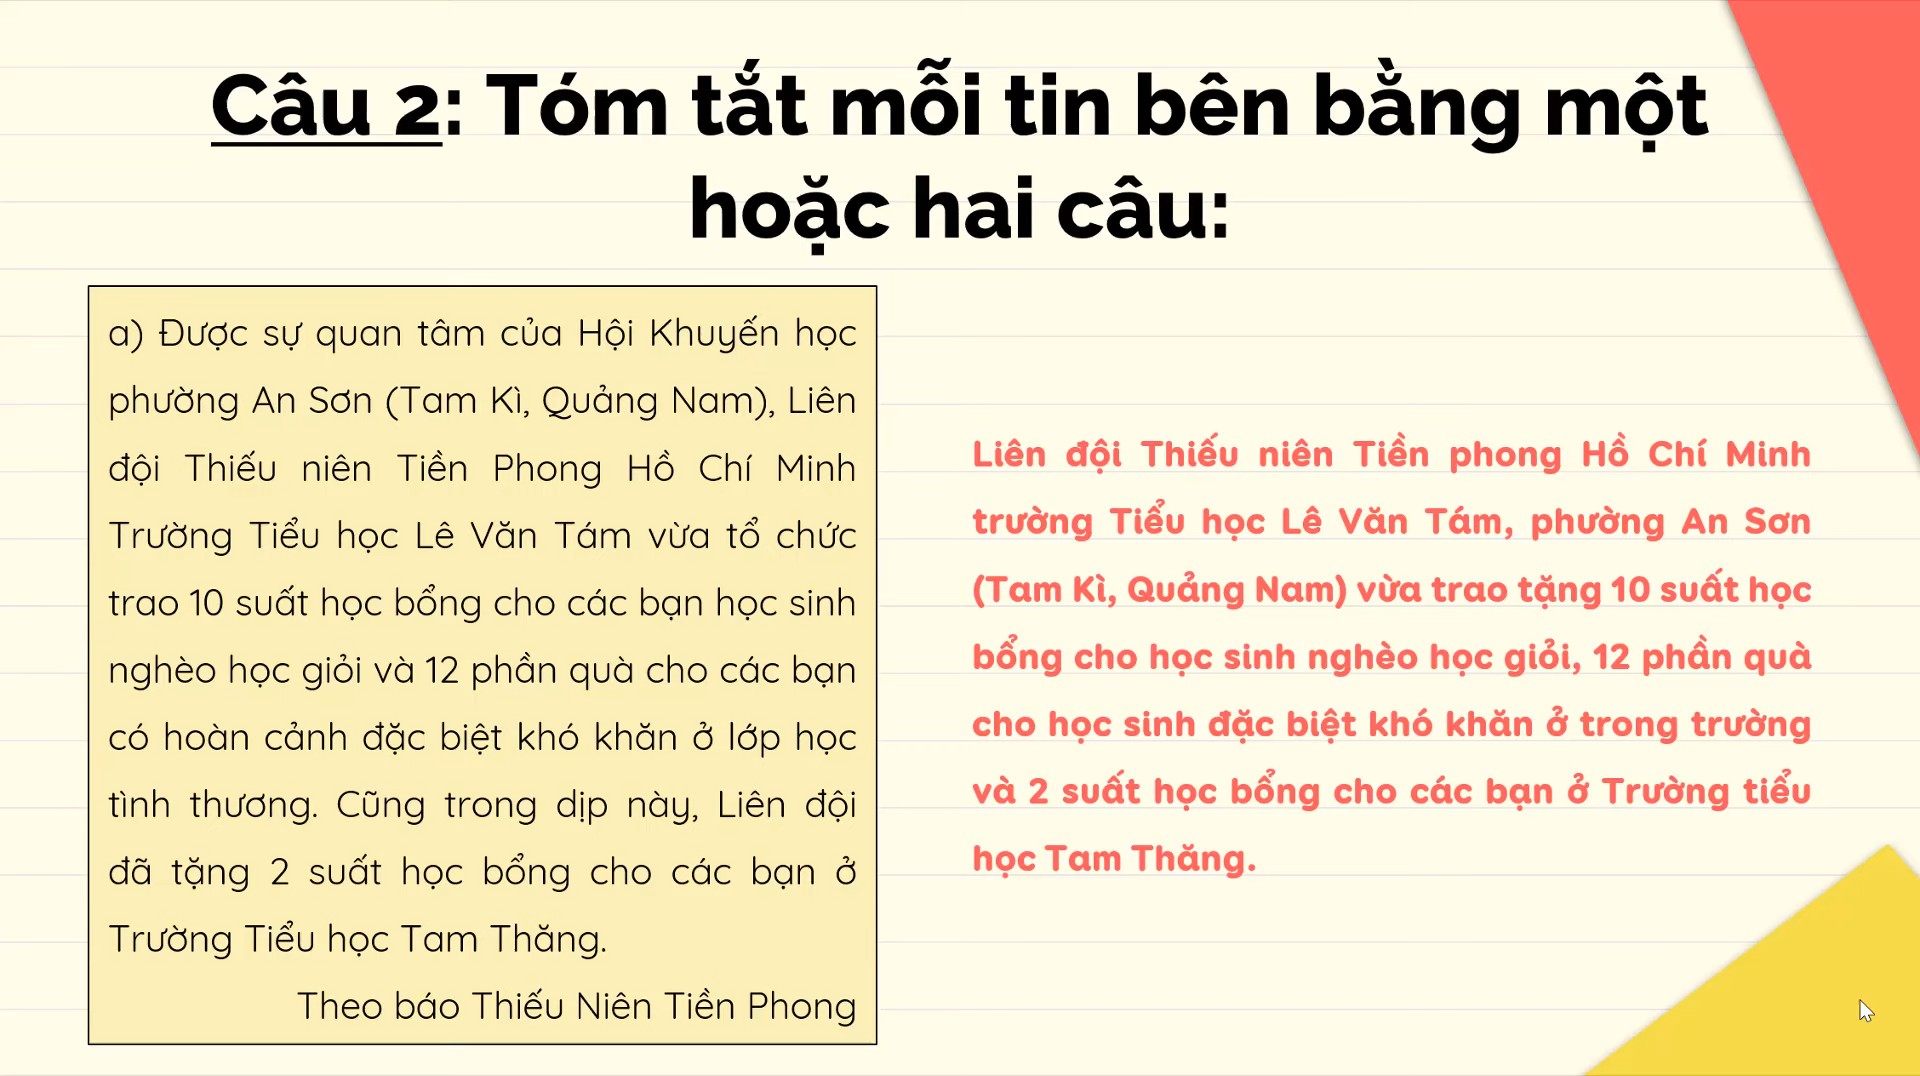 Câu 2: Tóm tắt mỗi tin bên bằng một
hoặc hai câu:
a) Được sự quan tâm của Hội Khuyến học
phường An Sơn (Tam Kì, Quảng Nam), Liên
đội Thiếu niên Tiền Phong Hồ Chí Minh
Trường Tiểu học Lê Văn Tám vừa tổ chức
trao 10 suất học bổng cho các bạn học sinh
nghèo học giỏi và 12 phần quà cho các bạn
có hoàn cảnh đặc biệt khó khăn ở lớp học
tình thương. Cũng trong dịp này, Liên đội
đã tặng 2 suất học bổng cho các bạn ở
Trường Tiểu học Tam Thăng.
Theo báo Thiếu Niên Tiền Phong
Liên đội Thiếu niên Tiền phong Hồ Chí Minh
trường Tiểu học Lê Văn Tám, phường An Sơn
(Tam Kì, Quảng Nam) vừa trao tặng 10 suất học
bổng cho học sinh nghèo học giỏi, 12 phần quà
cho học sinh đặc biệt khó khăn ở trong trường
và 2 suất học bổng cho các bạn ở Trường tiểu
học Tam Thăng.